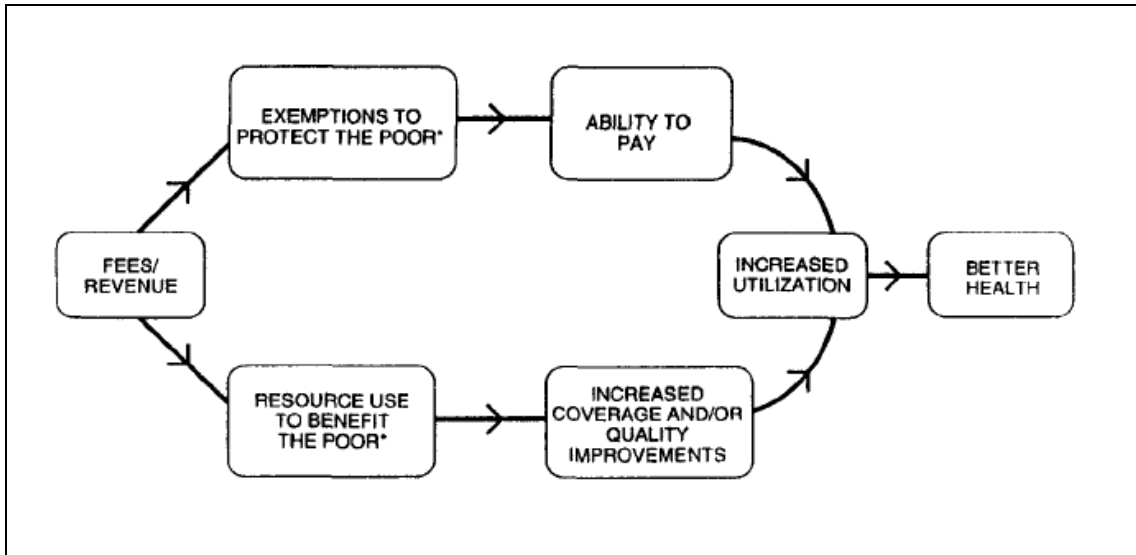 EXEMPTIONS TO
PROTECT THE POOR*
ABILITY TO
PAY
FEES/
REVENUE
INCREASED
UTILIZATION
BETTER
HEALTH
RESOURCE USE
TO BENEFIT
THE POOR*
INCREASED
COVERAGE AND/OR
QUALITY
IMPROVEMENTS